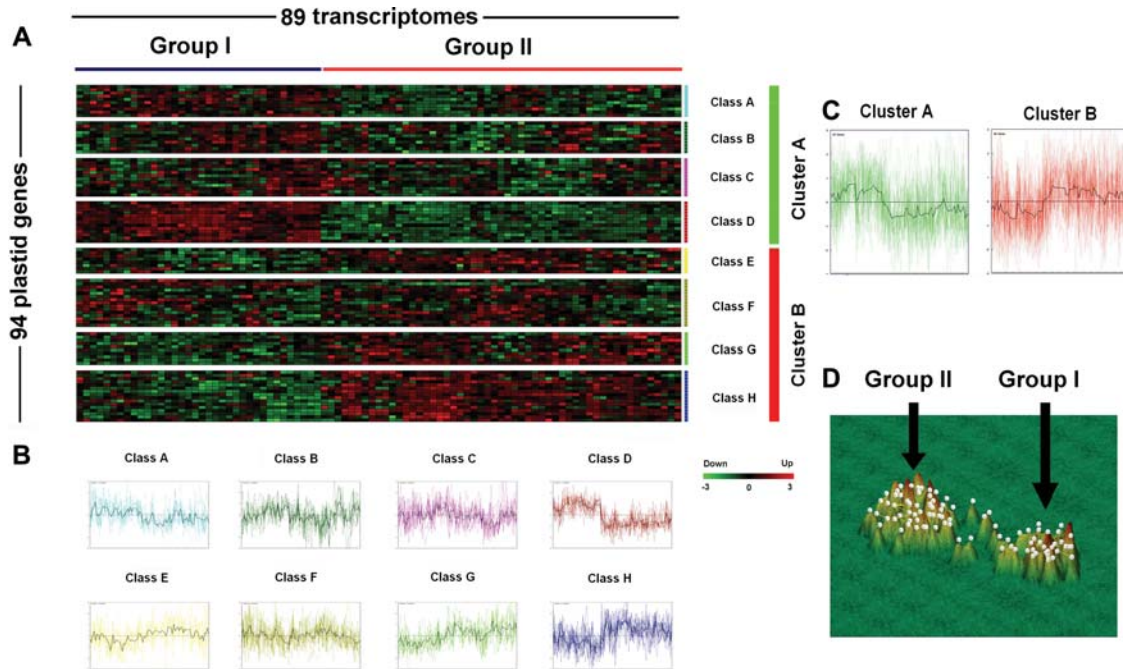 89 transcriptomes
A
Group I
Group II
94 plastid genes
Class A
Class B
Class C
Class D
Class E
Class F
Class G
Class H
Cluster A
Cluster B
C
Cluster A
Cluster B
D
Group II
Group I
B
Class A
Class B
Class C
Class D
Down
Up
-3
0
3
Class E
Class F
Class G
Class H